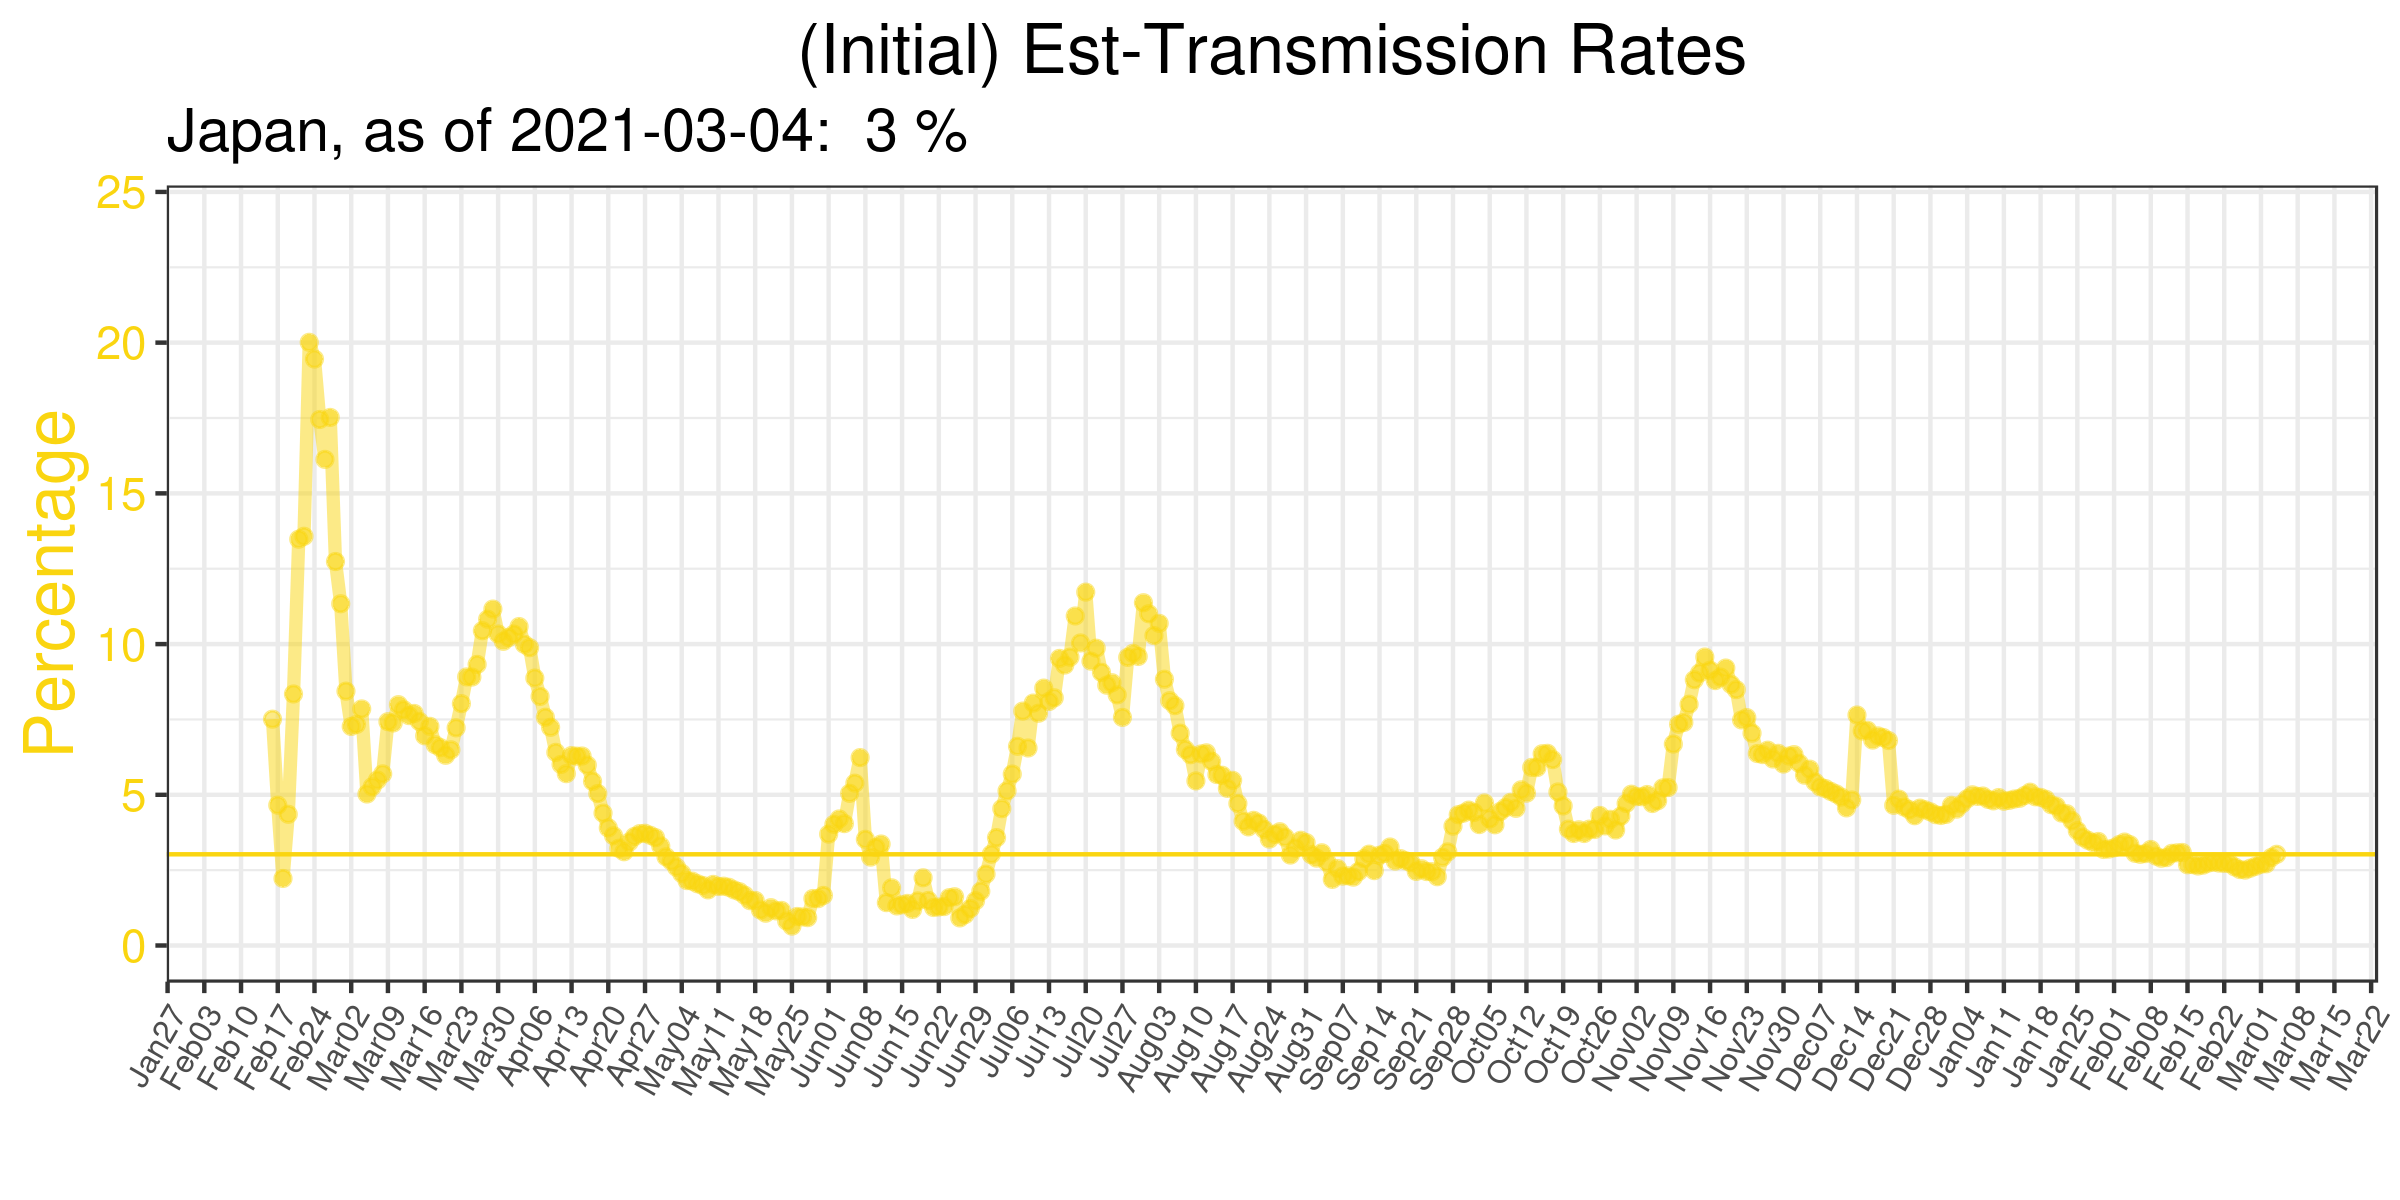 (Initial) Est-Transmission Rates
Japan, as of 2021-03-04:  3 %
Percentage
25
20
15
10
5
0
Jan27
Feb03
Feb10
Feb17
Feb24
Mar02
Mar09
Mar16
Mar23
Mar30
Apr06
Apr13
Apr20
Apr27
May04
May11
May18
May25
Jun01
Jun08
Jun15
Jun22
Jun29
Jul06
Jul13
Jul20
Jul27
Aug03
Aug10
Aug17
Aug24
Aug31
Sep07
Sep14
Sep21
Sep28
Oct05
Oct12
Oct19
Oct26
Nov02
Nov09
Nov16
Nov23
Nov30
Dec07
Dec14
Dec21
Dec28
Jan04
Jan11
Jan18
Jan25
Feb01
Feb08
Feb15
Feb22
Mar01
Mar08
Mar15
Mar22